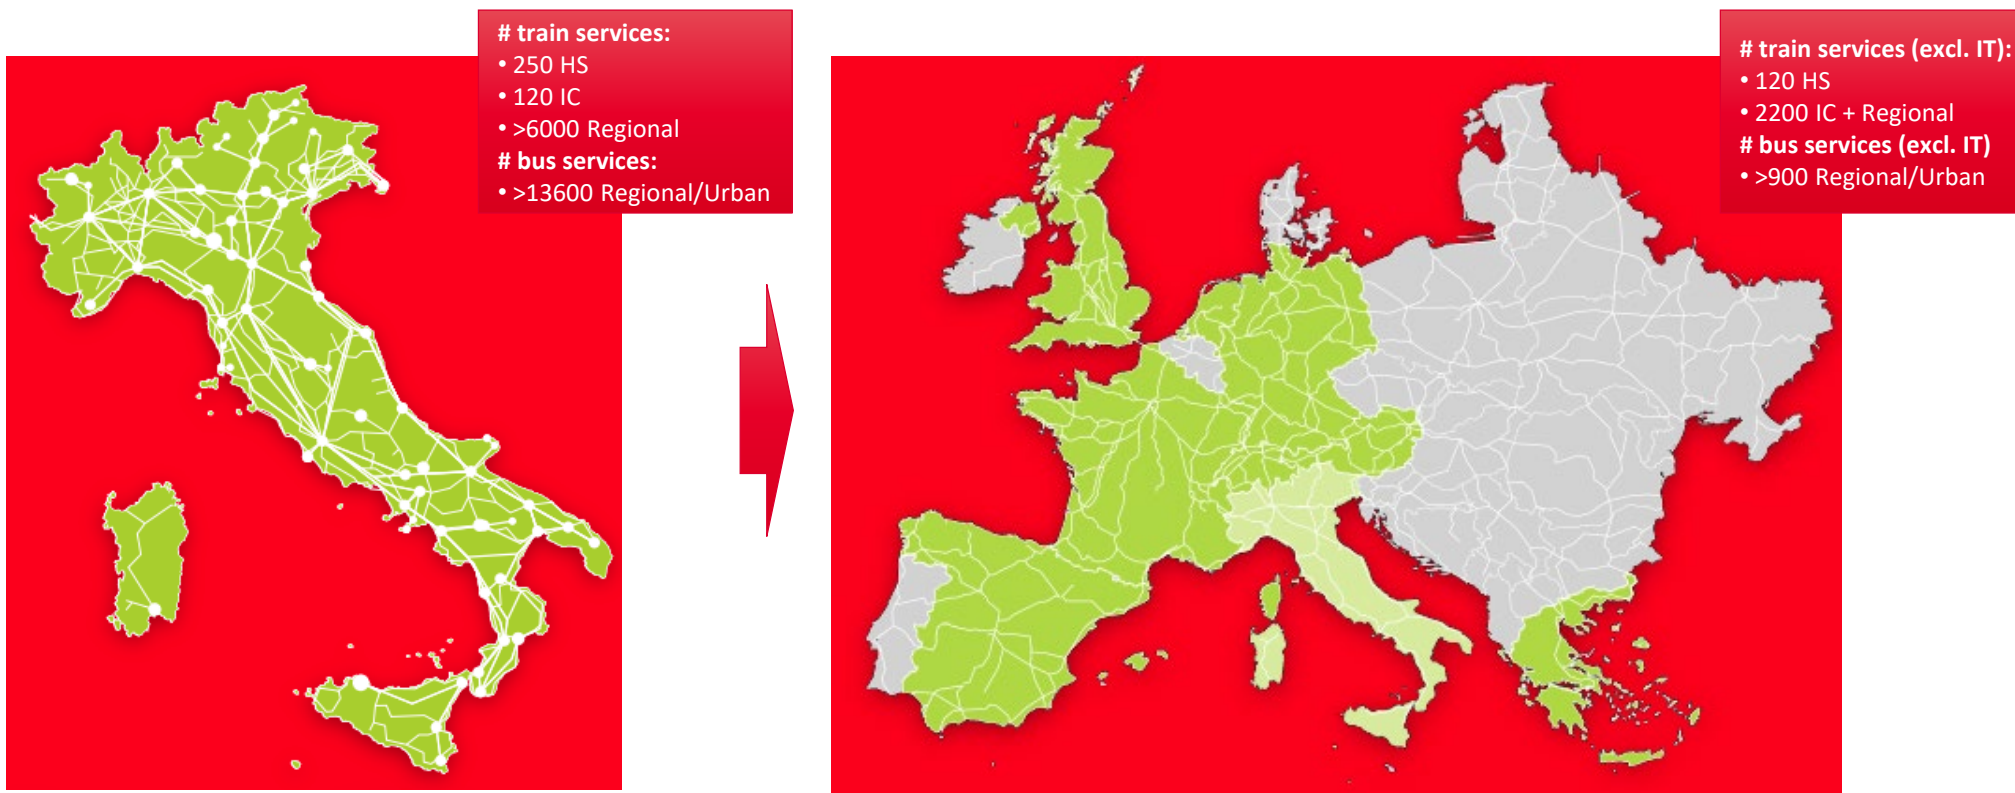 # train services:
• 250 HS
• 120 IC
• >6000 Regional
# bus services:
• >13600 Regional/Urban
# train services (excl. IT):
• 120 HS
• 2200 IC + Regional
# bus services (excl. IT)
• >900 Regional/Urban